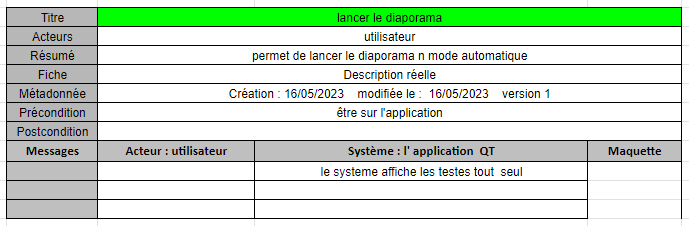 Titre lancer le diaporama
Acteurs utilisateur
Résumé permet de lancer le diaporama n mode automatique
Fiche Description réelle
Métadonnée Création : 16/05/2023 modifiée le : 16/05/2023 version 1
Précondition être sur l'application
Postcondition
Messages Acteur : utilisateur Système : l' application QT Maquette
le systeme affiche les testes tout seul